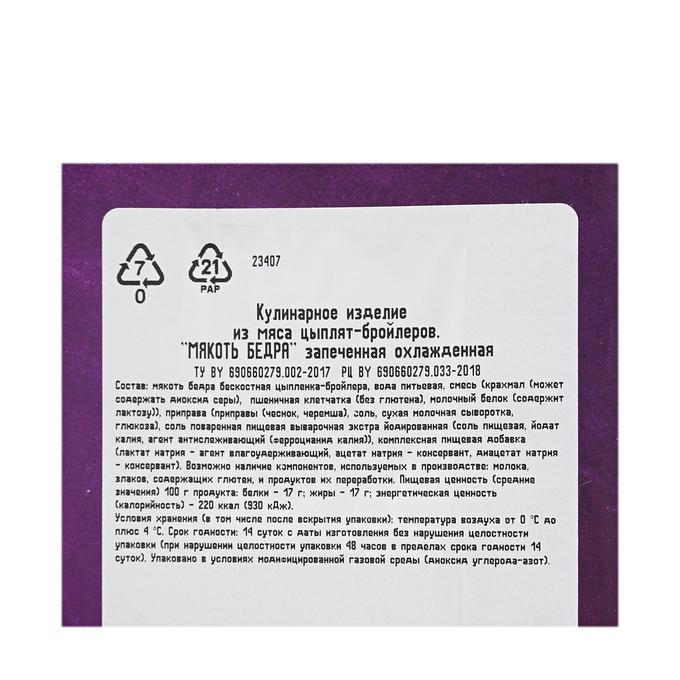 7
0
21
PAP
23407
Кулинарное изделие
из мяса цыплят-бройлеров.
"МЯКОТЬ БЕДРА" запеченная охлажденная
ТУ BY 690660279.002-2017 РЦ BY 690660279.033-2018
Состав: мякоть бедра бескостная цыпленка-бройлера, вода питьевая, смесь (крахмал (может
содержать диоксид серы), пшеничная клетчатка (без глютена), молочный белок (содержит
лактозу)), приправа (приправы (чеснок, черемша), соль, сухая молочная сыворотка,
глюкоза), соль поваренная пищевая выварочная экстра йодированная (соль пищевая, йодат
калия, агент антислеживающий (ферроцианид калия)), комплексная пищевая добавка
(лактат натрия - агент влагоудерживающий, ацетат натрия - консервант, диацетат натрия
- консервант). Возможно наличие компонентов, используемых в производстве: молока,
злаков, содержащих глютен, и продуктов их переработки. Пищевая ценность (средние
значения) 100 г продукта: белки - 17 г; жиры - 17 г; энергетическая ценность
(калорийность) - 220 ккал (930 кДж).
Условия хранения (в том числе после вскрытия упаковки): температура воздуха от 0 °С до
плюс 4 °С. Срок годности: 14 суток с даты изготовления без нарушения целостности
упаковки (при нарушении целостности упаковки 48 часов в пределах срока годности 14
суток). Упаковано в условиях модифицированной газовой среды (диоксид углерода-азот).